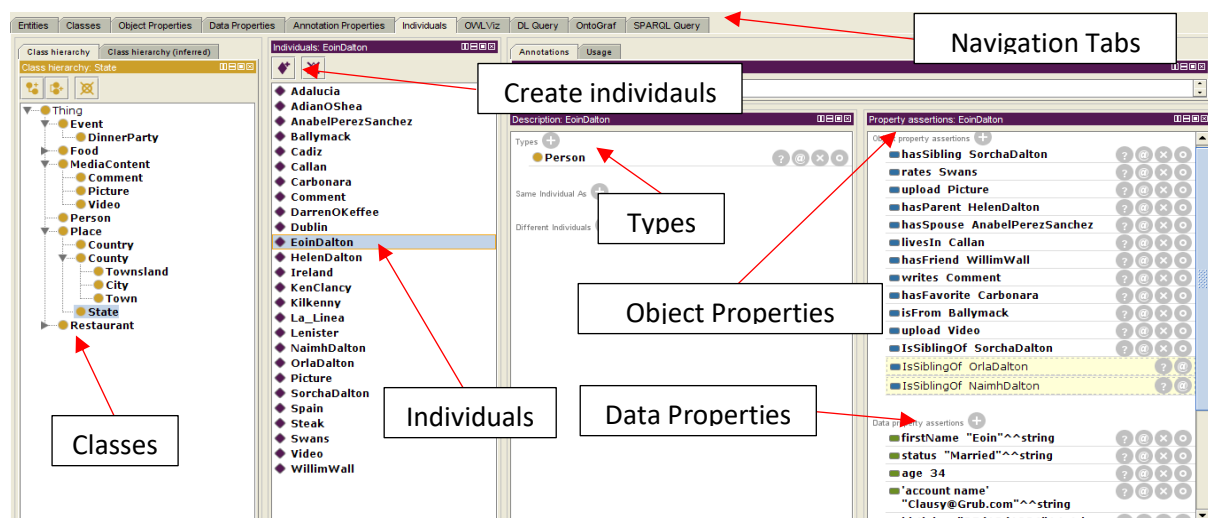 Entities Classes Object Properties Data Properties Annotation Properties Individuals OWLViz DL Query OntoGraf SPARQL Query
Navigation Tabs
Class hierarchy Class hierarchy (inferred)
Class hierarchy: State
Thing
Event
DinnerParty
Food
MediaContent
Comment
Picture
Video
Person
Place
Country
County
Townsland
City
Town
State
Restaurant
Classes
Individuals: EoinDalton
Create individauls
Adalucia
AdianOShea
AnabelPerezSanchez
Ballymack
Cadiz
Callan
Carbonara
Comment
DarrenOKeffee
Dublin
EoinDalton
HelenDalton
Ireland
KenClancy
Kilkenny
La_Linea
Lenister
NaimhDalton
OrlaDalton
Picture
SorchaDalton
Spain
Steak
Swans
Video
WillimWall
Individuals
Annotations Usage
Description: EoinDalton
Types
Person
Same Individual As
Different Individuals
Types
Object Properties
Data Properties
Property assertions: EoinDalton
property assertions
hasSibling SorchaDalton
rates Swans
upload Picture
hasParent HelenDalton
hasSpouse AnabelPerezSanchez
livesIn Callan
hasFriend WillimWall
writes Comment
hasFavorite Carbonara
isFrom Ballymack
upload Video
IsSiblingOf SorchaDalton
IsSiblingOf OrlaDalton
IsSiblingOf NaimhDalton
Data property assertions
firstName "Eoin"^^string
status "Married"^^string
age 34
'account name'
"Clausy@Grub.com"^^string